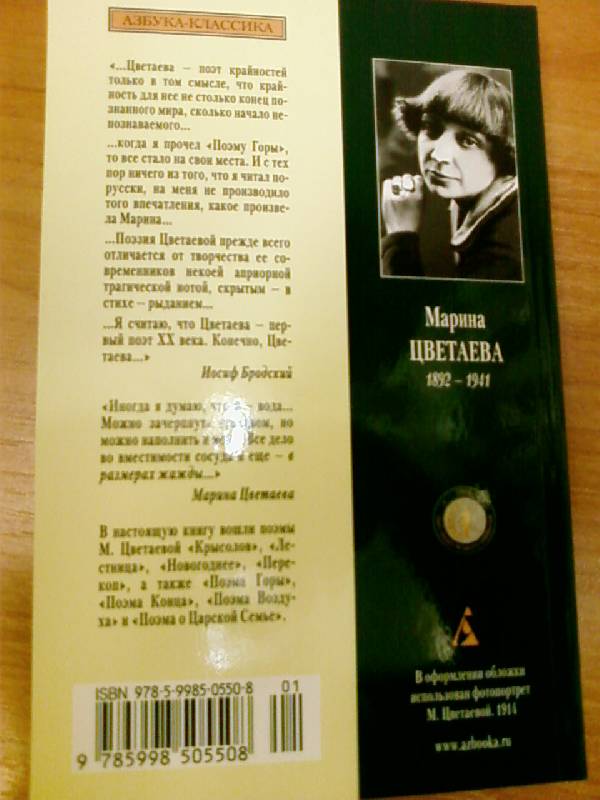 АЗБУКА-КЛАССИКА
«...Цветаева – поэт крайностей
только в том смысле, что край-
ность для нее не столько конец по-
знанного мира, сколько начало не-
познаваемого...
...когда я прочел «Поэму Горы»,
то все стало на свои места. И с тех
пор ничего из того, что я читал по-
русски, на меня не производило
того впечатления, какое произве-
ла Марина...
...Поэзия Цветаевой прежде всего
отличается от творчества ее со-
временников некоей априорной
трагической нотой, скрытым – в
стихе – рыданием...
...Я считаю, что Цветаева – пер-
вый поэт XX века. Конечно, Цве-
таева...»
Иосиф Бродский
«Иногда я думаю, что – вода...
Можно зачерпнуть но
можно наполнить и Все дело
во вместимости сосуда и еще – в
размерах жажды...»
Марина Цветаева
В настоящую книгу вошли поэмы
М. Цветаевой «Крысолов», «Ле-
стница», «Новогоднее», «Пере-
коп», а также «Поэма Горы»,
«Поэма Конца», «Поэма Возду-
ха» и «Поэма о Царской Семье».
ISBN 978-5-9985-0550-8 01
9 785998 505508
Марина
ЦВЕТАЕВА
1892 – 1941
В оформлении обложки
использован фотопортрет
М. Цветаевой. 1914
www.azbooka.ru